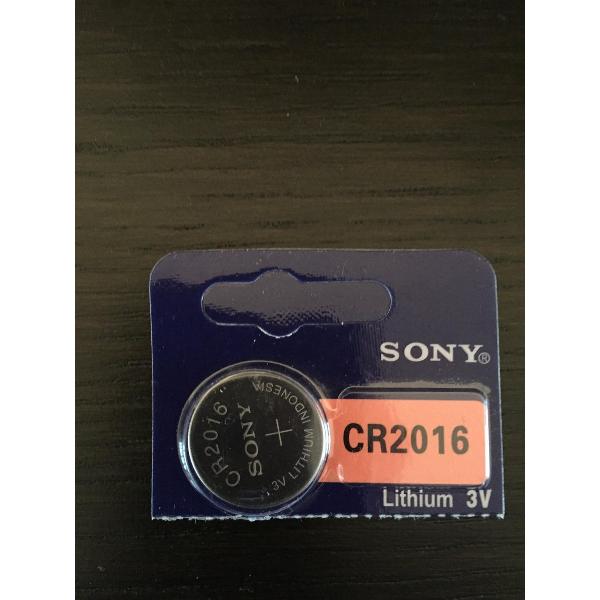 SONY®
CR2016
Lithium 3V
CR2016
SONY
+
3V LITHIUM INDONESIA